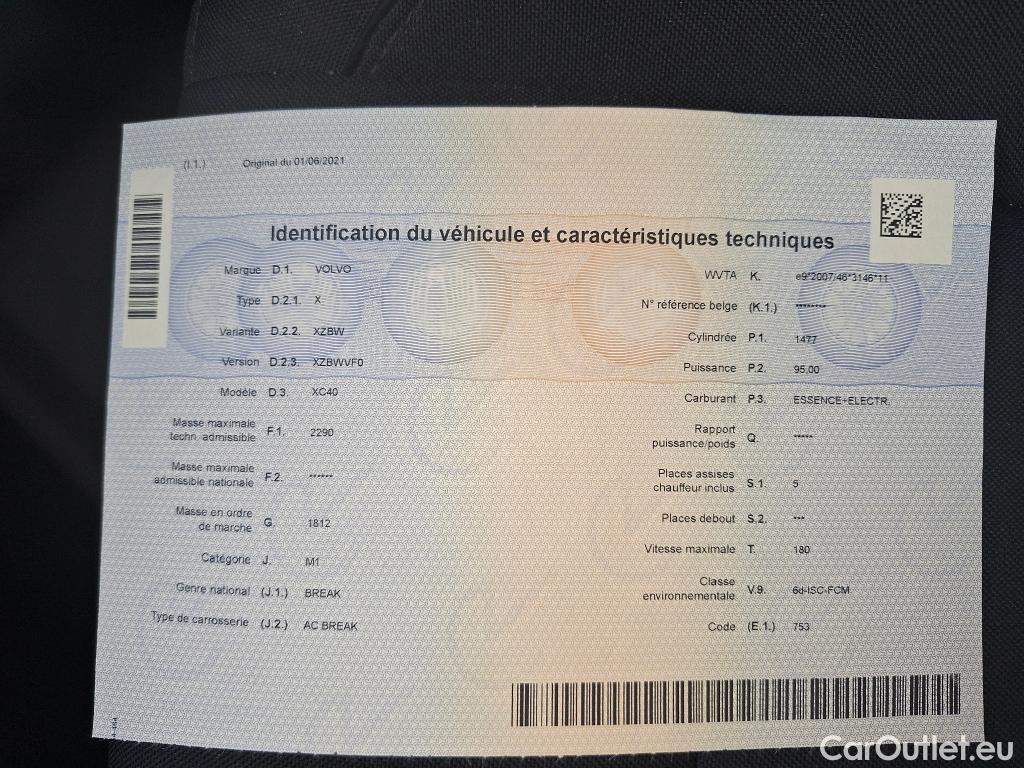 (I.1.) Original du 01/06/2021
Identification du véhicule et caractéristiques techniques
Marque D.1. VOLVO
Type D.2.1. X
Variante D.2.2. XZBW
Version D.2.3. XZBWVF0
Modèle D.3. XC40
Masse maximale
techn. admissible F.1. 2290
Masse maximale
admissible nationale F.2. ******
Masse en ordre
de marche G. 1812
Catégorie J. M1
Genre national (J.1.) BREAK
Type de carrosserie (J.2.) AC BREAK
WVTA K. e9*2007/46*3146*11
N° référence belge (K.1.) ********
Cylindrée P.1. 1477
Puissance P.2. 95,00
Carburant P.3. ESSENCE+ELECTR.
Rapport
puissance/poids Q. *****
Places assises
chauffeur inclus S.1. 5
Places debout S.2. ***
Vitesse maximale T. 180
Classe
environnementale V.9. 6d-ISC-FCM
Code (E.1.) 753
CarOutlet.eu